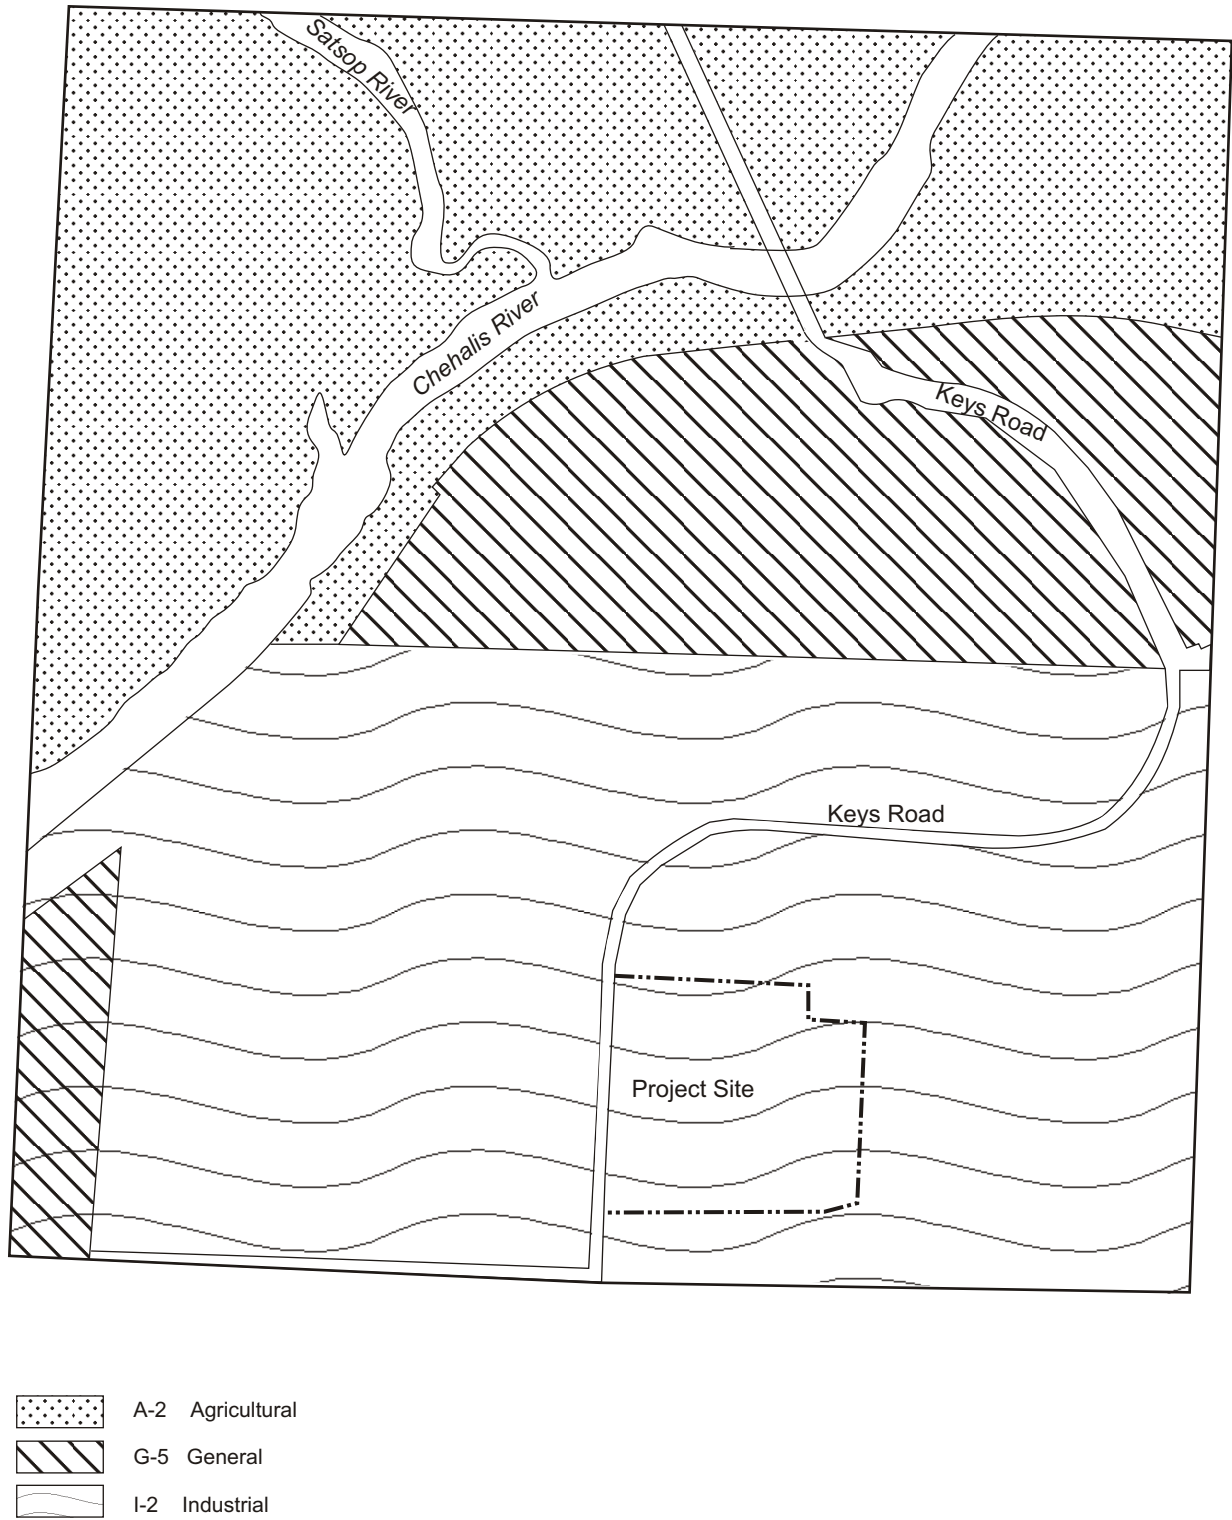 Satsop River
Chehalis River
Keys Road
Keys Road
Project Site
A-2 Agricultural
G-5 General
I-2 Industrial